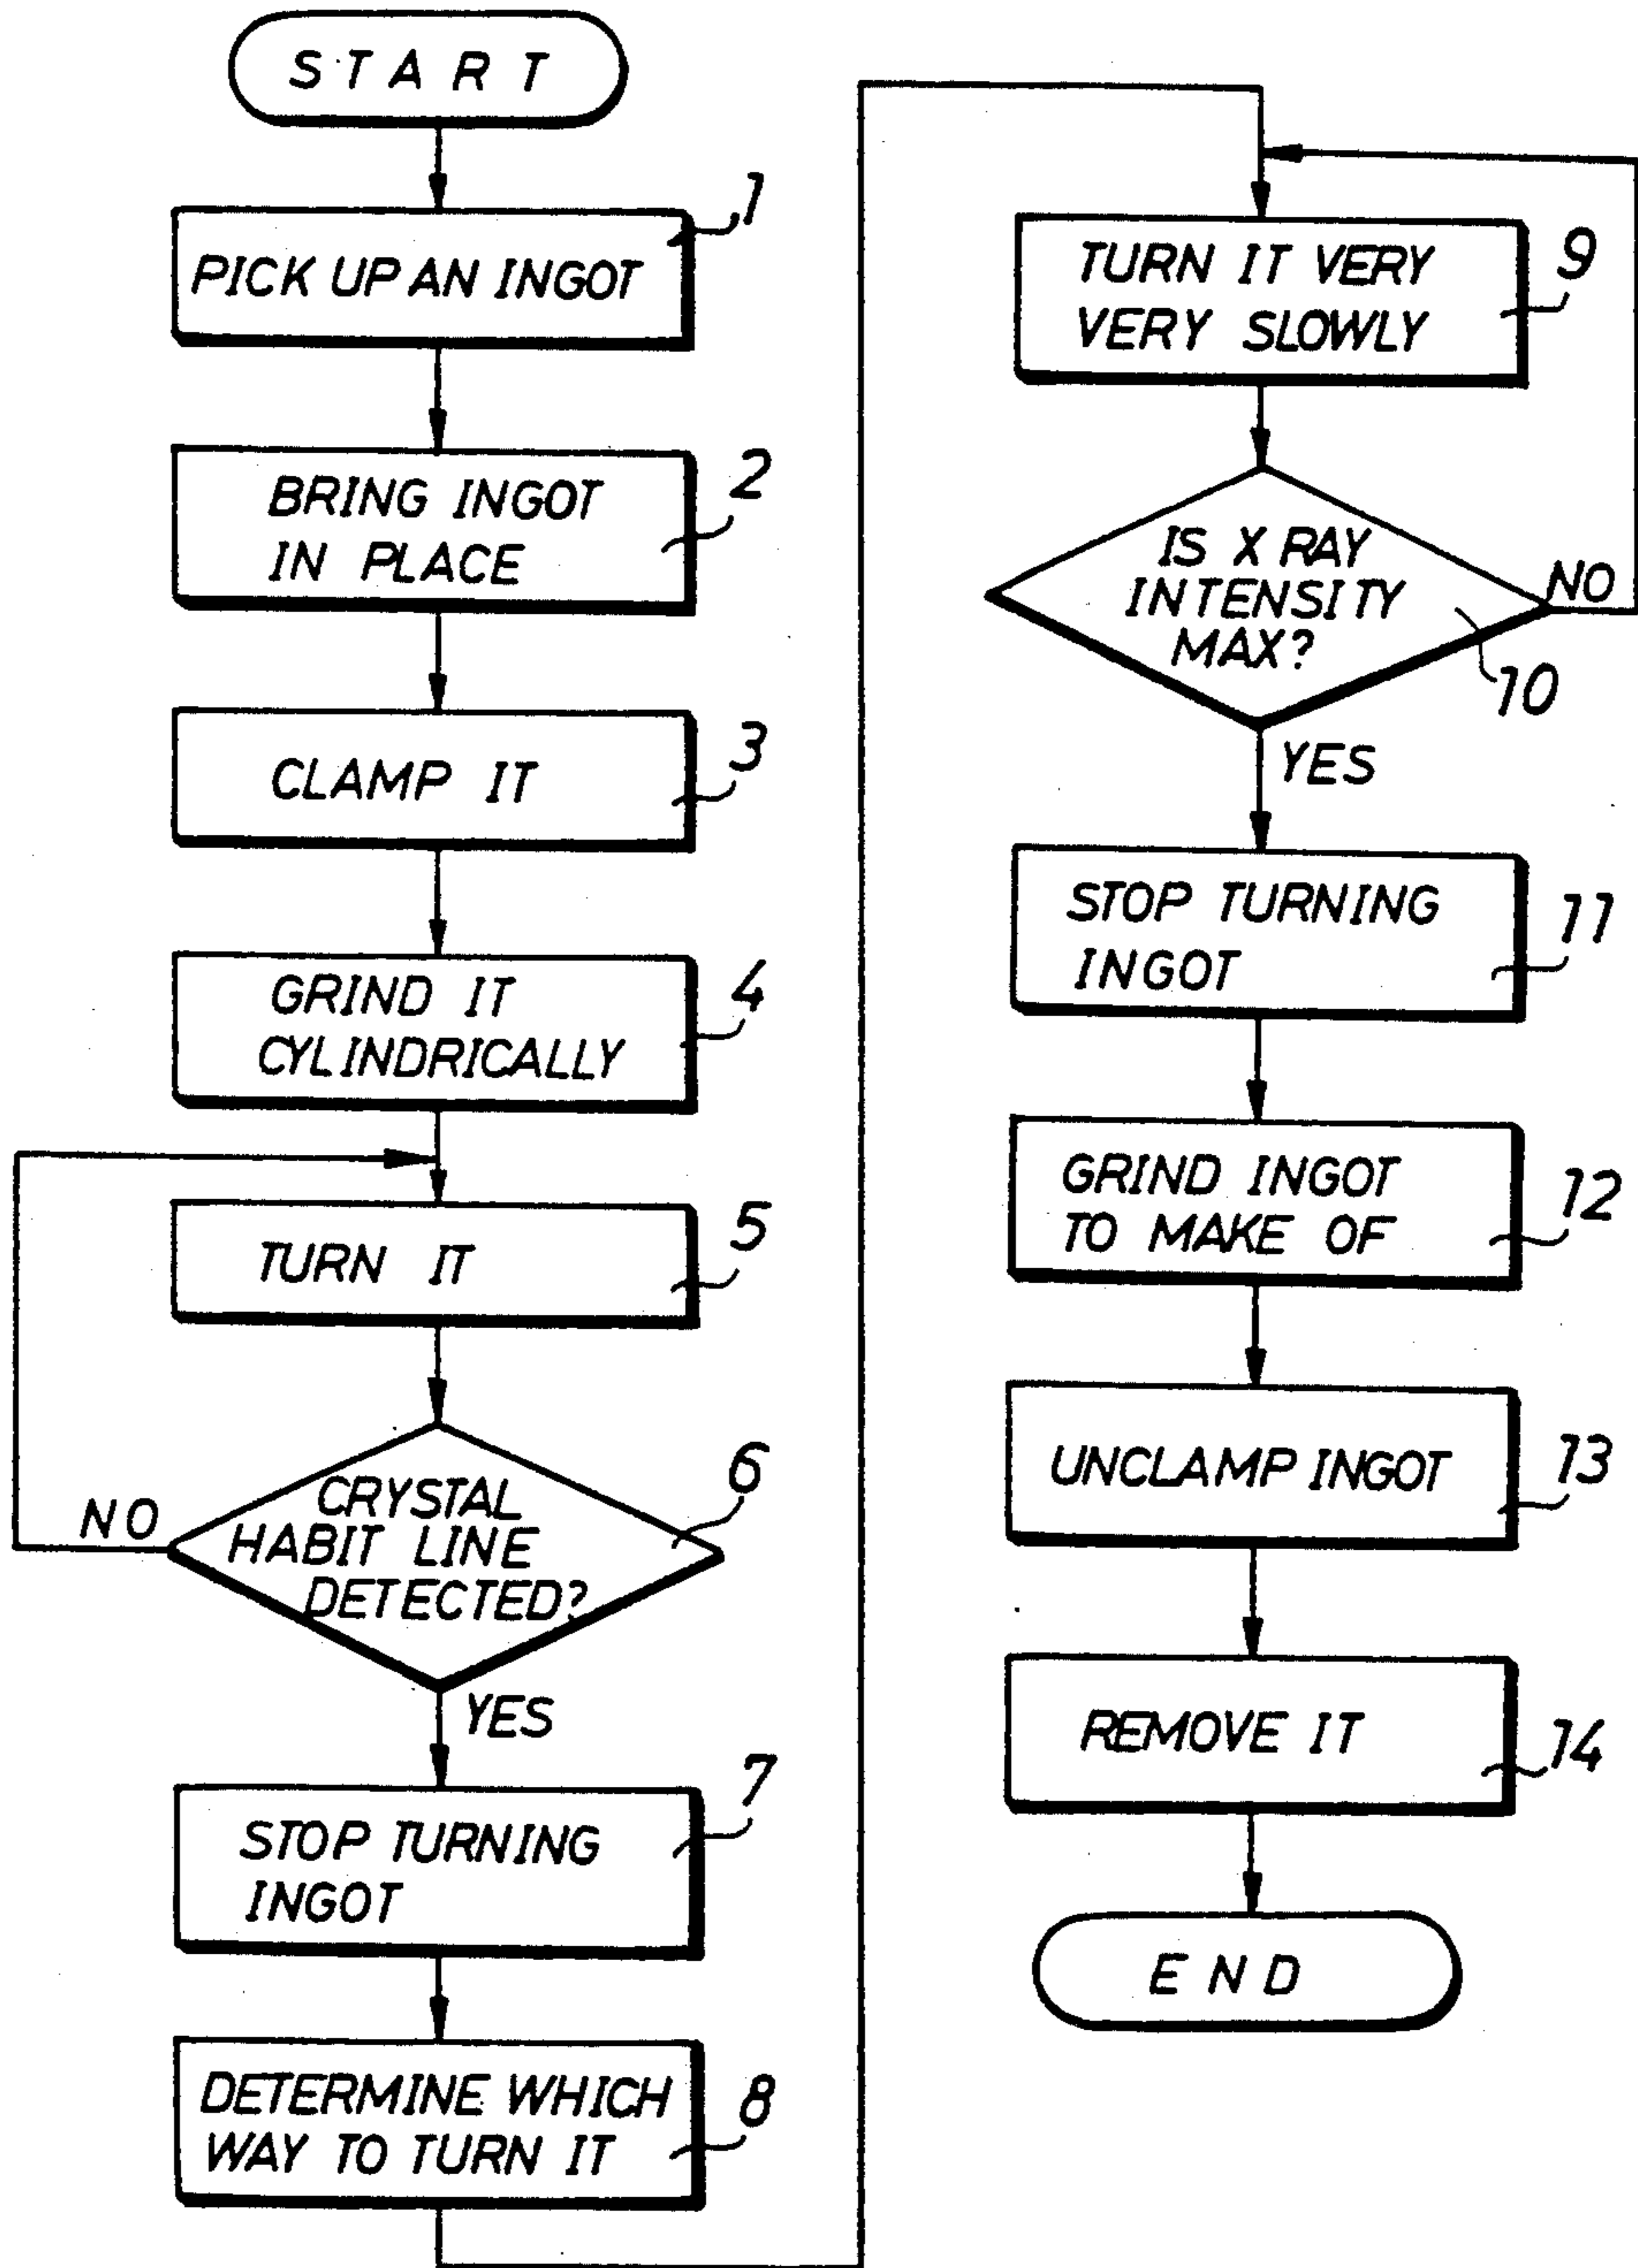 START
1
PICK UP AN INGOT
2
BRING INGOT
IN PLACE
3
CLAMP IT
4
GRIND IT
CYLINDRICALLY
5
TURN IT
6
CRYSTAL
HABIT LINE
DETECTED?
NO
YES
7
STOP TURNING
INGOT
8
DETERMINE WHICH
WAY TO TURN IT
9
TURN IT VERY
VERY SLOWLY
IS X RAY
INTENSITY
MAX?
NO
10
YES
11
STOP TURNING
INGOT
12
GRIND INGOT
TO MAKE OF
13
UNCLAMP INGOT
14
REMOVE IT
END